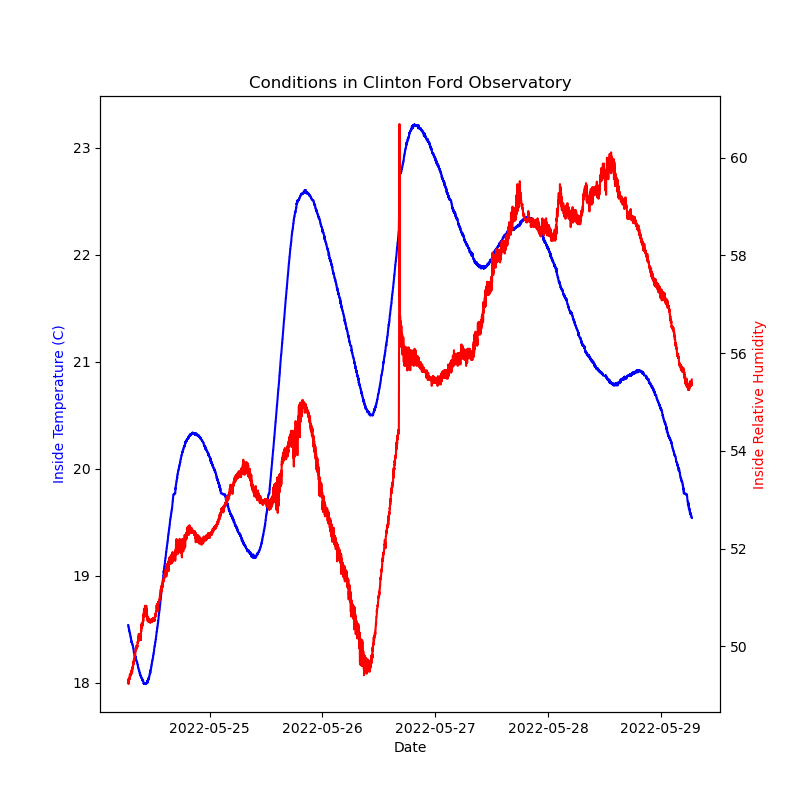 Conditions in Clinton Ford Observatory
23
22
21
20
19
18
Inside Temperature (C)
60
58
56
54
52
50
Inside Relative Humidity
2022-05-25 2022-05-26 2022-05-27 2022-05-28 2022-05-29
Date